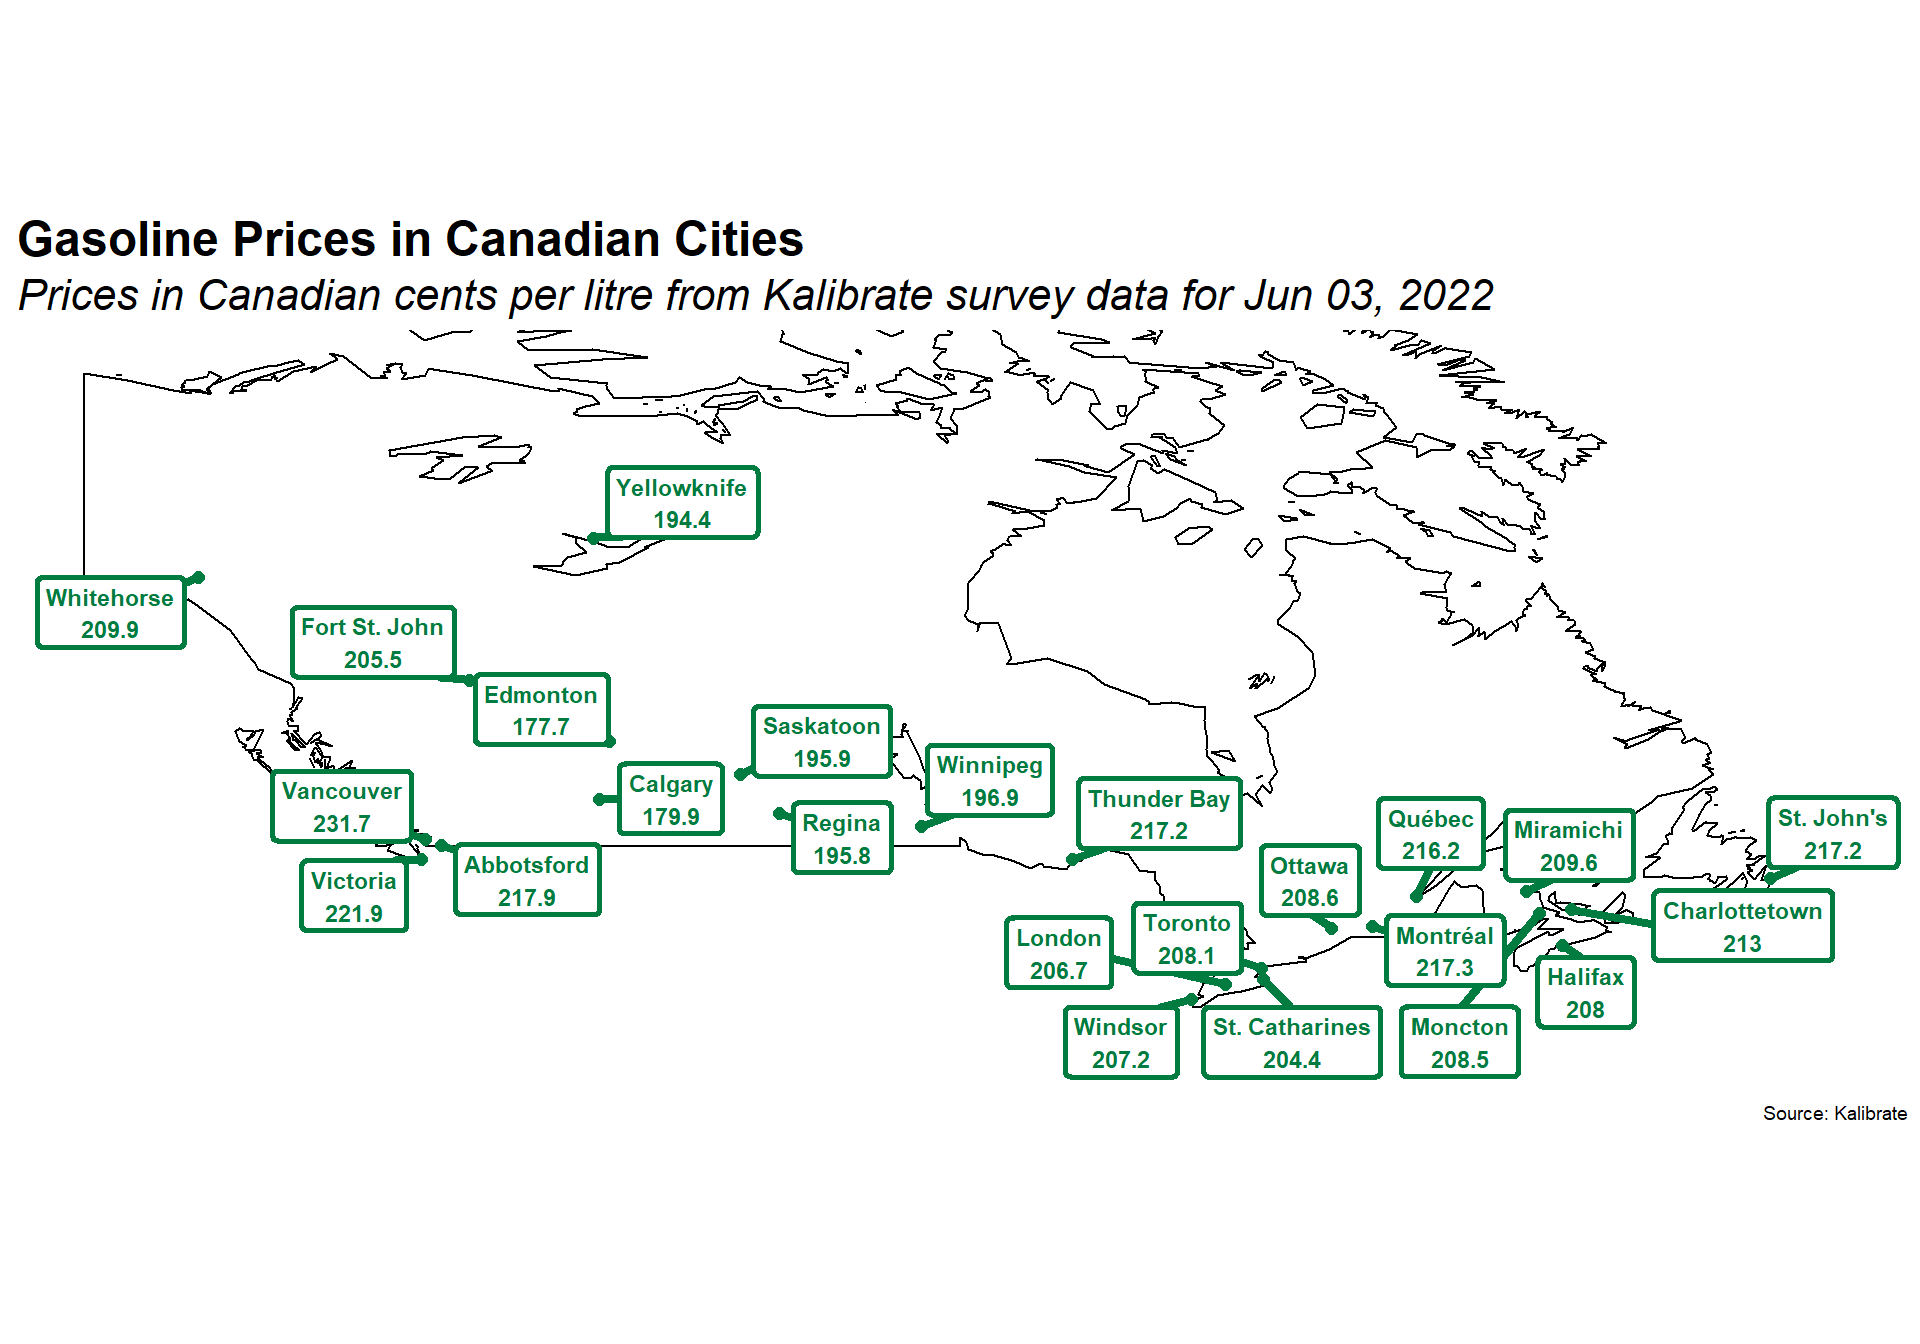 Gasoline Prices in Canadian Cities
Prices in Canadian cents per litre from Kalibrate survey data for Jun 03, 2022
Yellowknife
194.4
Whitehorse
209.9
Fort St. John
205.5
Edmonton
177.7
Saskatoon
195.9
Winnipeg
196.9
Calgary
179.9
Vancouver
231.7
Regina
195.8
Thunder Bay
217.2
Québec
216.2
Miramichi
209.6
St. John's
217.2
Abbotsford
217.9
Victoria
221.9
Ottawa
208.6
Charlottetown
213
Toronto
208.1
London
206.7
Montréal
217.3
Halifax
208
Windsor
207.2
St. Catharines
204.4
Moncton
208.5
Source: Kalibrate